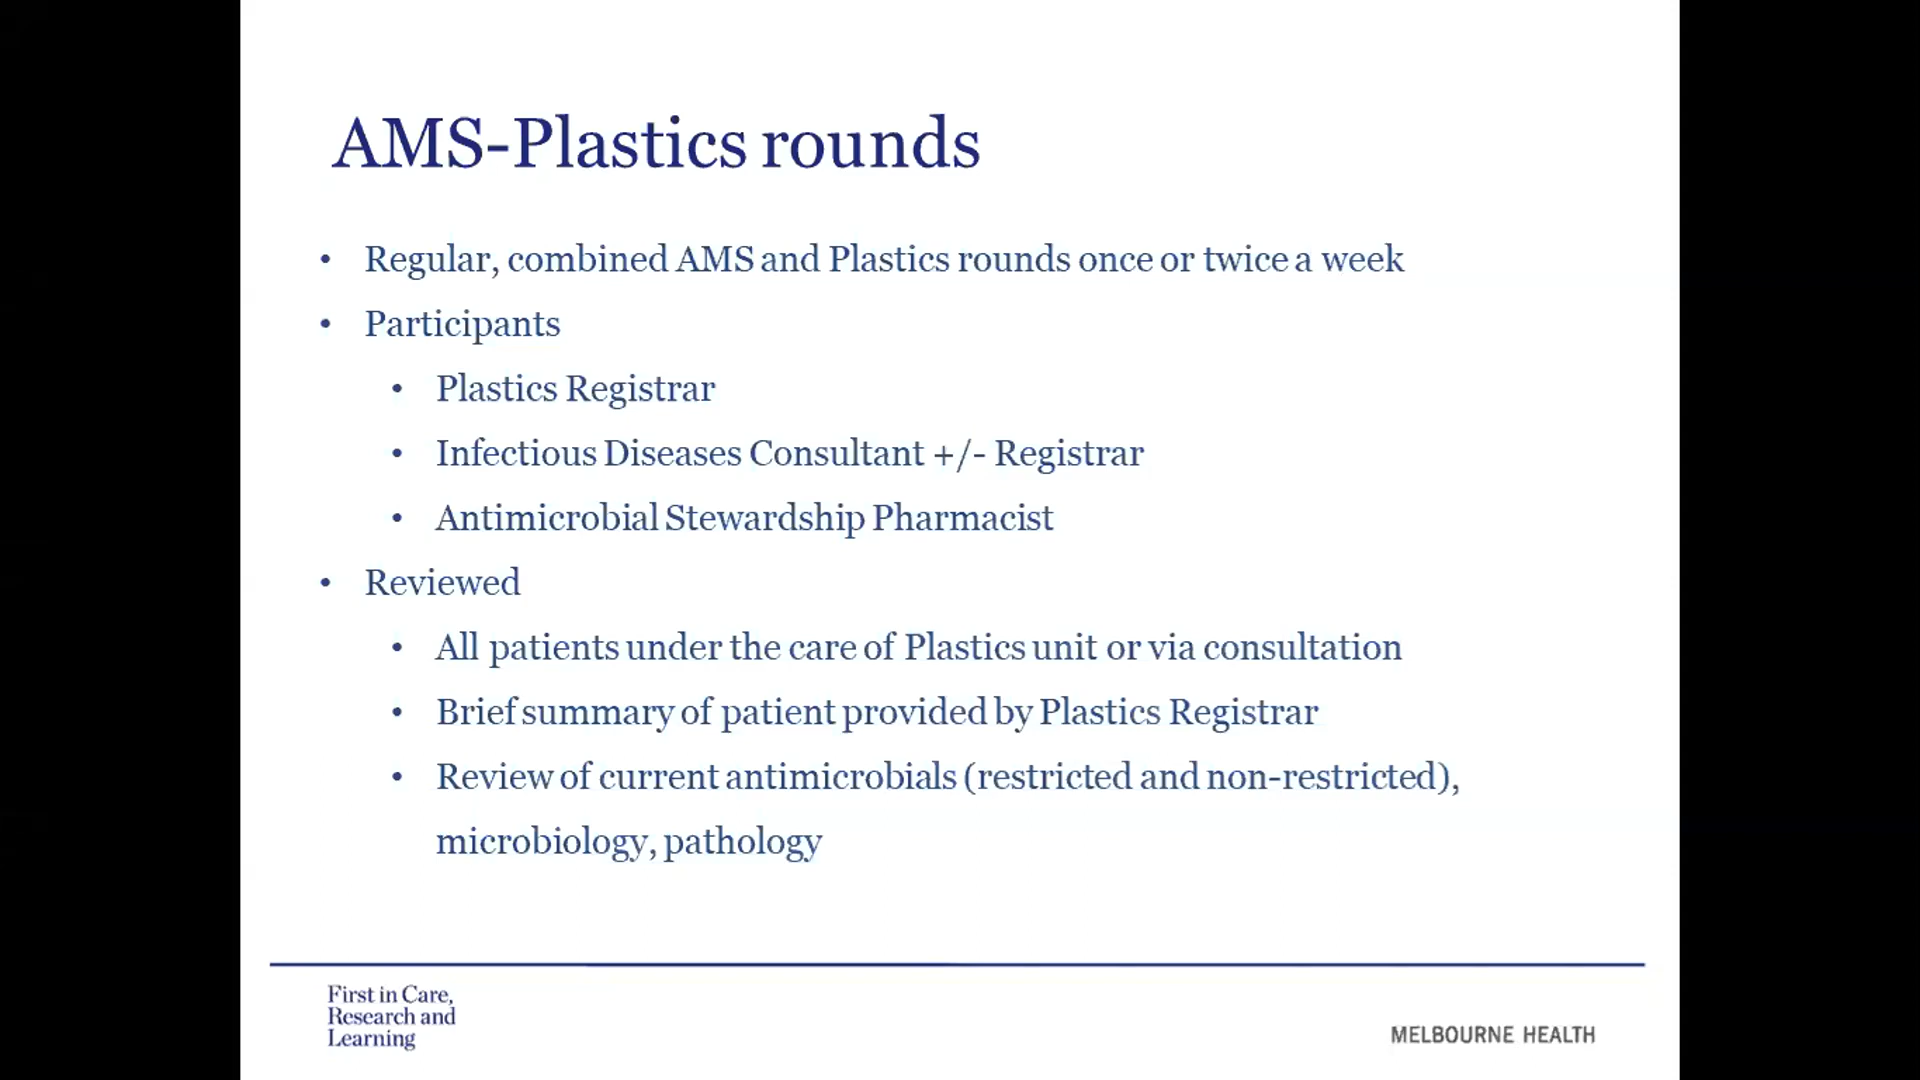 AMS-Plastics rounds
• Regular, combined AMS and Plastics rounds once or twice a week
• Participants
• Plastics Registrar
• Infectious Diseases Consultant +/- Registrar
• Antimicrobial Stewardship Pharmacist
• Reviewed
• All patients under the care of Plastics unit or via consultation
• Brief summary of patient provided by Plastics Registrar
• Review of current antimicrobials (restricted and non-restricted),
microbiology, pathology
First in Care,
Research and
Learning
MELBOURNE HEALTH